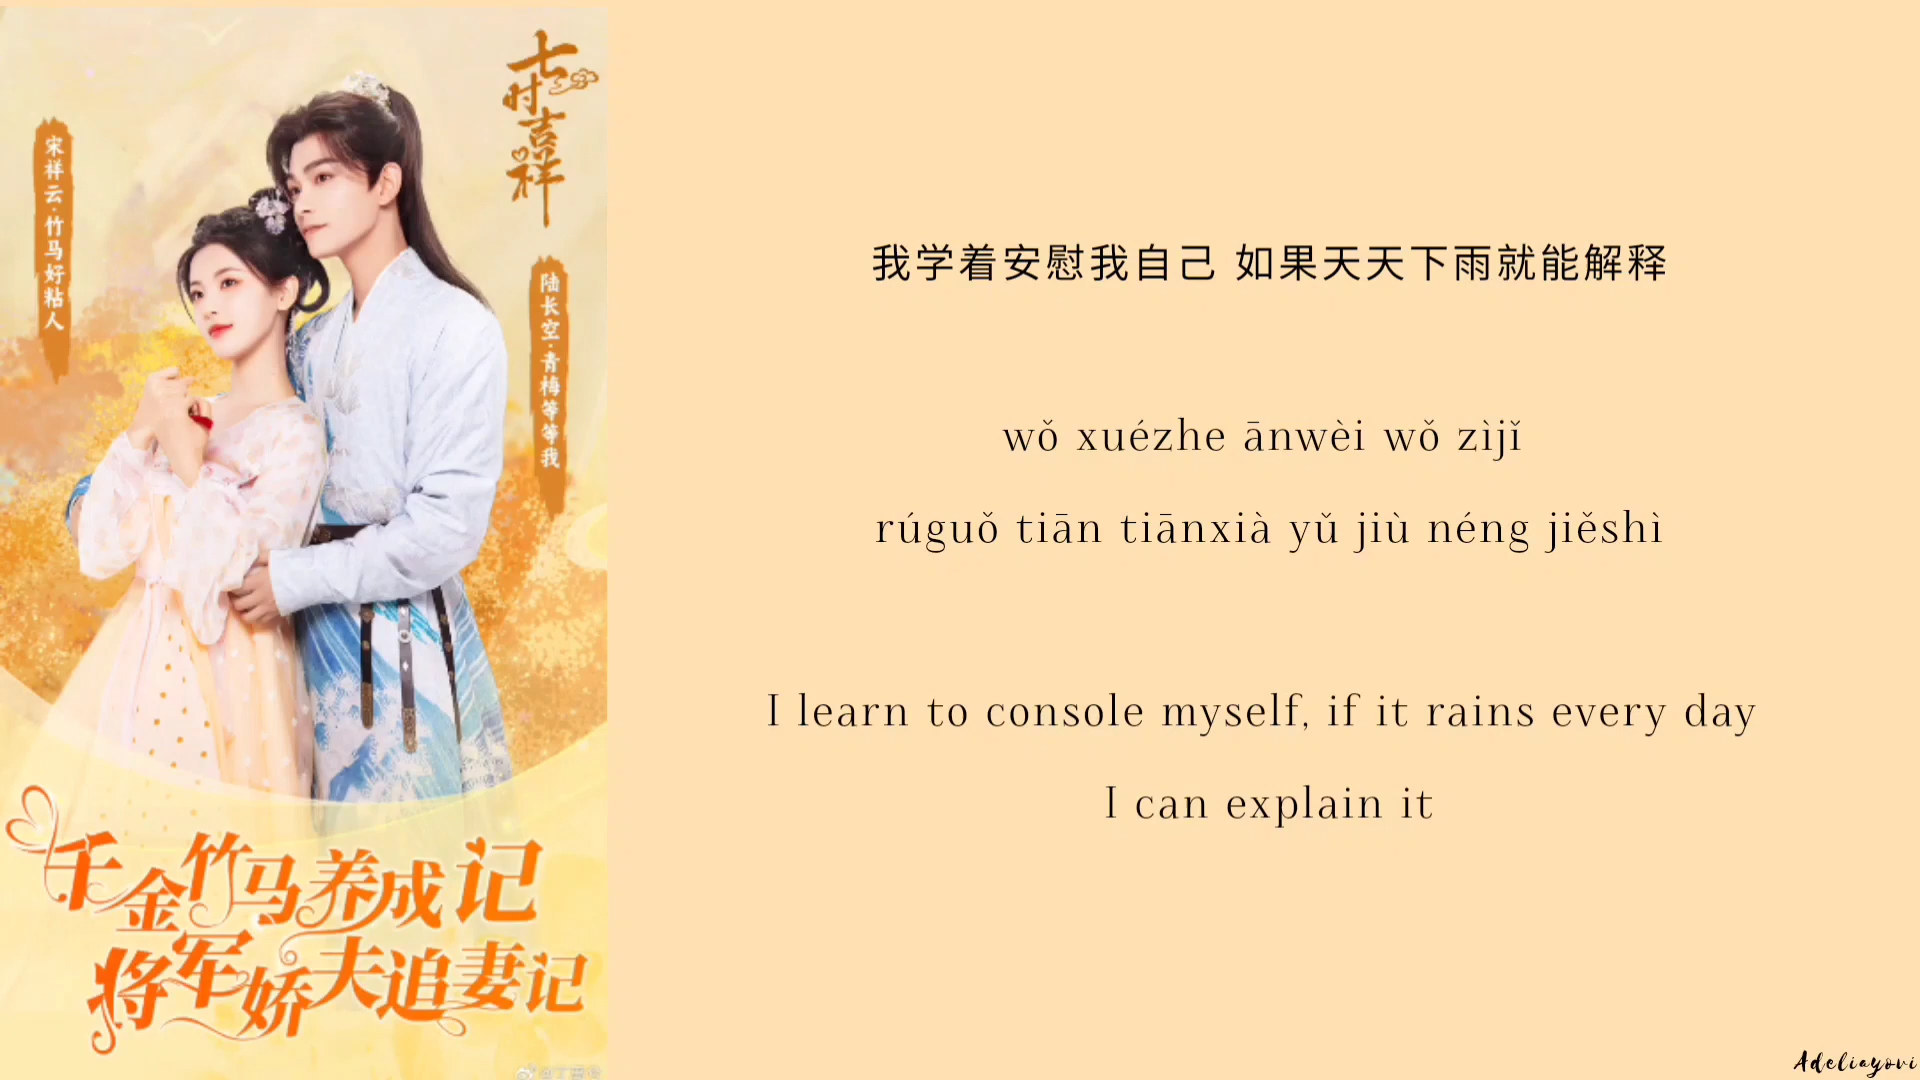 七时吉祥
宋祥云·竹马好粘人
陆长空·青梅等等我
千金竹马养成记
将军娇夫追妻记
我学着安慰我自己 如果天天下雨就能解释
wǒ xuézhe ānwèi wǒ zìjǐ
rúguǒ tiān tiānxià yǔ jiù néng jiěshì
I learn to console myself, if it rains every day
I can explain it
Adeliayovi